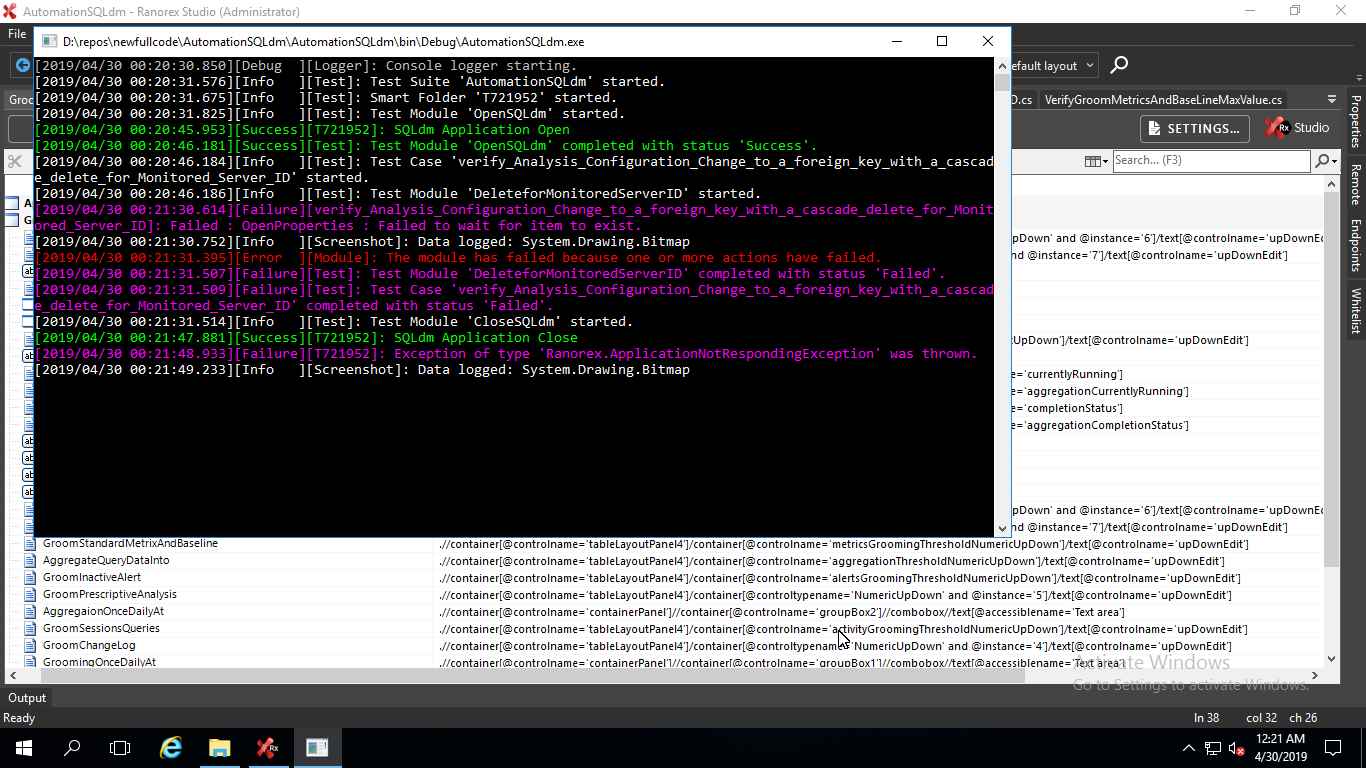 AutomationSQLdm - Ranorex Studio (Administrator)
File
D:\repos\newfullcode\AutomationSQLdm\AutomationSQLdm\bin\Debug\AutomationSQLdm.exe
efault layout
Groc
D.cs
VerifyGroomMetricsAndBaseLineMaxValue.cs
SETTINGS...
Rx Studio
Search... (F3)
Properties
Remote
Endpoints
Whitelist
[2019/04/30 00:20:30.850][Debug  ][Logger]: Console logger starting.
[2019/04/30 00:20:31.576][Info   ][Test]: Test Suite 'AutomationSQLdm' started.
[2019/04/30 00:20:31.675][Info   ][Test]: Smart Folder 'T721952' started.
[2019/04/30 00:20:31.825][Info   ][Test]: Test Module 'OpenSQLdm' started.
[2019/04/30 00:20:45.953][Success][T721952]: SQLdm Application Open
[2019/04/30 00:20:46.181][Success][Test]: Test Module 'OpenSQLdm' completed with status 'Success'.
[2019/04/30 00:20:46.184][Info   ][Test]: Test Case 'verify_Analysis_Configuration_Change_to_a_foreign_key_with_a_cascad
e_delete_for_Monitored_Server_ID' started.
[2019/04/30 00:20:46.186][Info   ][Test]: Test Module 'DeleteforMonitoredServerID' started.
[2019/04/30 00:21:30.614][Failure][verify_Analysis_Configuration_Change_to_a_foreign_key_with_a_cascade_delete_for_Monit
ored_Server_ID]: Failed : OpenProperties : Failed to wait for item to exist.
[2019/04/30 00:21:30.752][Info   ][Screenshot]: Data logged: System.Drawing.Bitmap
[2019/04/30 00:21:31.395][Error  ][Module]: The module has failed because one or more actions have failed.
[2019/04/30 00:21:31.507][Failure][Test]: Test Module 'DeleteforMonitoredServerID' completed with status 'Failed'.
[2019/04/30 00:21:31.509][Failure][Test]: Test Case 'verify_Analysis_Configuration_Change_to_a_foreign_key_with_a_cascad
e_delete_for_Monitored_Server_ID' completed with status 'Failed'.
[2019/04/30 00:21:31.514][Info   ][Test]: Test Module 'CloseSQLdm' started.
[2019/04/30 00:21:47.881][Success][T721952]: SQLdm Application Close
[2019/04/30 00:21:48.933][Failure][T721952]: Exception of type 'Ranorex.ApplicationNotRespondingException' was thrown.
[2019/04/30 00:21:49.233][Info   ][Screenshot]: Data logged: System.Drawing.Bitmap
A
G
pDown' and @instance='6']/text[@controlname='upDownEc
nd @instance='7']/text[@controlname='upDownEdit']
UpDown']/text[@controlname='upDownEdit']
e='currentlyRunning']
e='aggregationCurrentlyRunning']
e='completionStatus']
e='aggregationCompletionStatus']
pDown' and @instance='6']/text[@controlname='upDownEc
nd @instance='7']/text[@controlname='upDownEdit']
GroomStandardMetrixAndBaseline .//container[@controlname='tableLayoutPanel4']/container[@controlname='metricsGroomingThresholdNumericUpDown']/text[@controlname='upDownEdit']
AggregateQueryDataInto .//container[@controlname='tableLayoutPanel4']/container[@controlname='aggregationThresholdNumericUpDown']/text[@controlname='upDownEdit']
GroomInactiveAlert .//container[@controlname='tableLayoutPanel4']/container[@controlname='alertsGroomingThresholdNumericUpDown']/text[@controlname='upDownEdit']
GroomPrescriptiveAnalysis .//container[@controlname='tableLayoutPanel4']/container[@controltypename='NumericUpDown' and @instance='5']/text[@controlname='upDownEdit']
AggregaionOnceDailyAt .//container[@controlname='containerPanel']//container[@controlname='groupBox2']//combobox//text[@accessiblename='Text area']
GroomSessionsQueries .//container[@controlname='tableLayoutPanel4']/container[@controlname='activityGroomingThresholdNumericUpDown']/text[@controlname='upDownEdit']
GroomChangeLog .//container[@controlname='tableLayoutPanel4']/container[@controltypename='NumericUpDown' and @instance='4']/text[@controlname='upDownEdit']
GroomingOnceDailyAt .//container[@controlname='containerPanel']//container[@controlname='groupBox1']//combobox//text[@accessiblename='Text area']
Activate Windows
Go to Settings to activate Windows.
Output
Ready
ln 38
col 32
ch 26
12:21 AM
4/30/2019